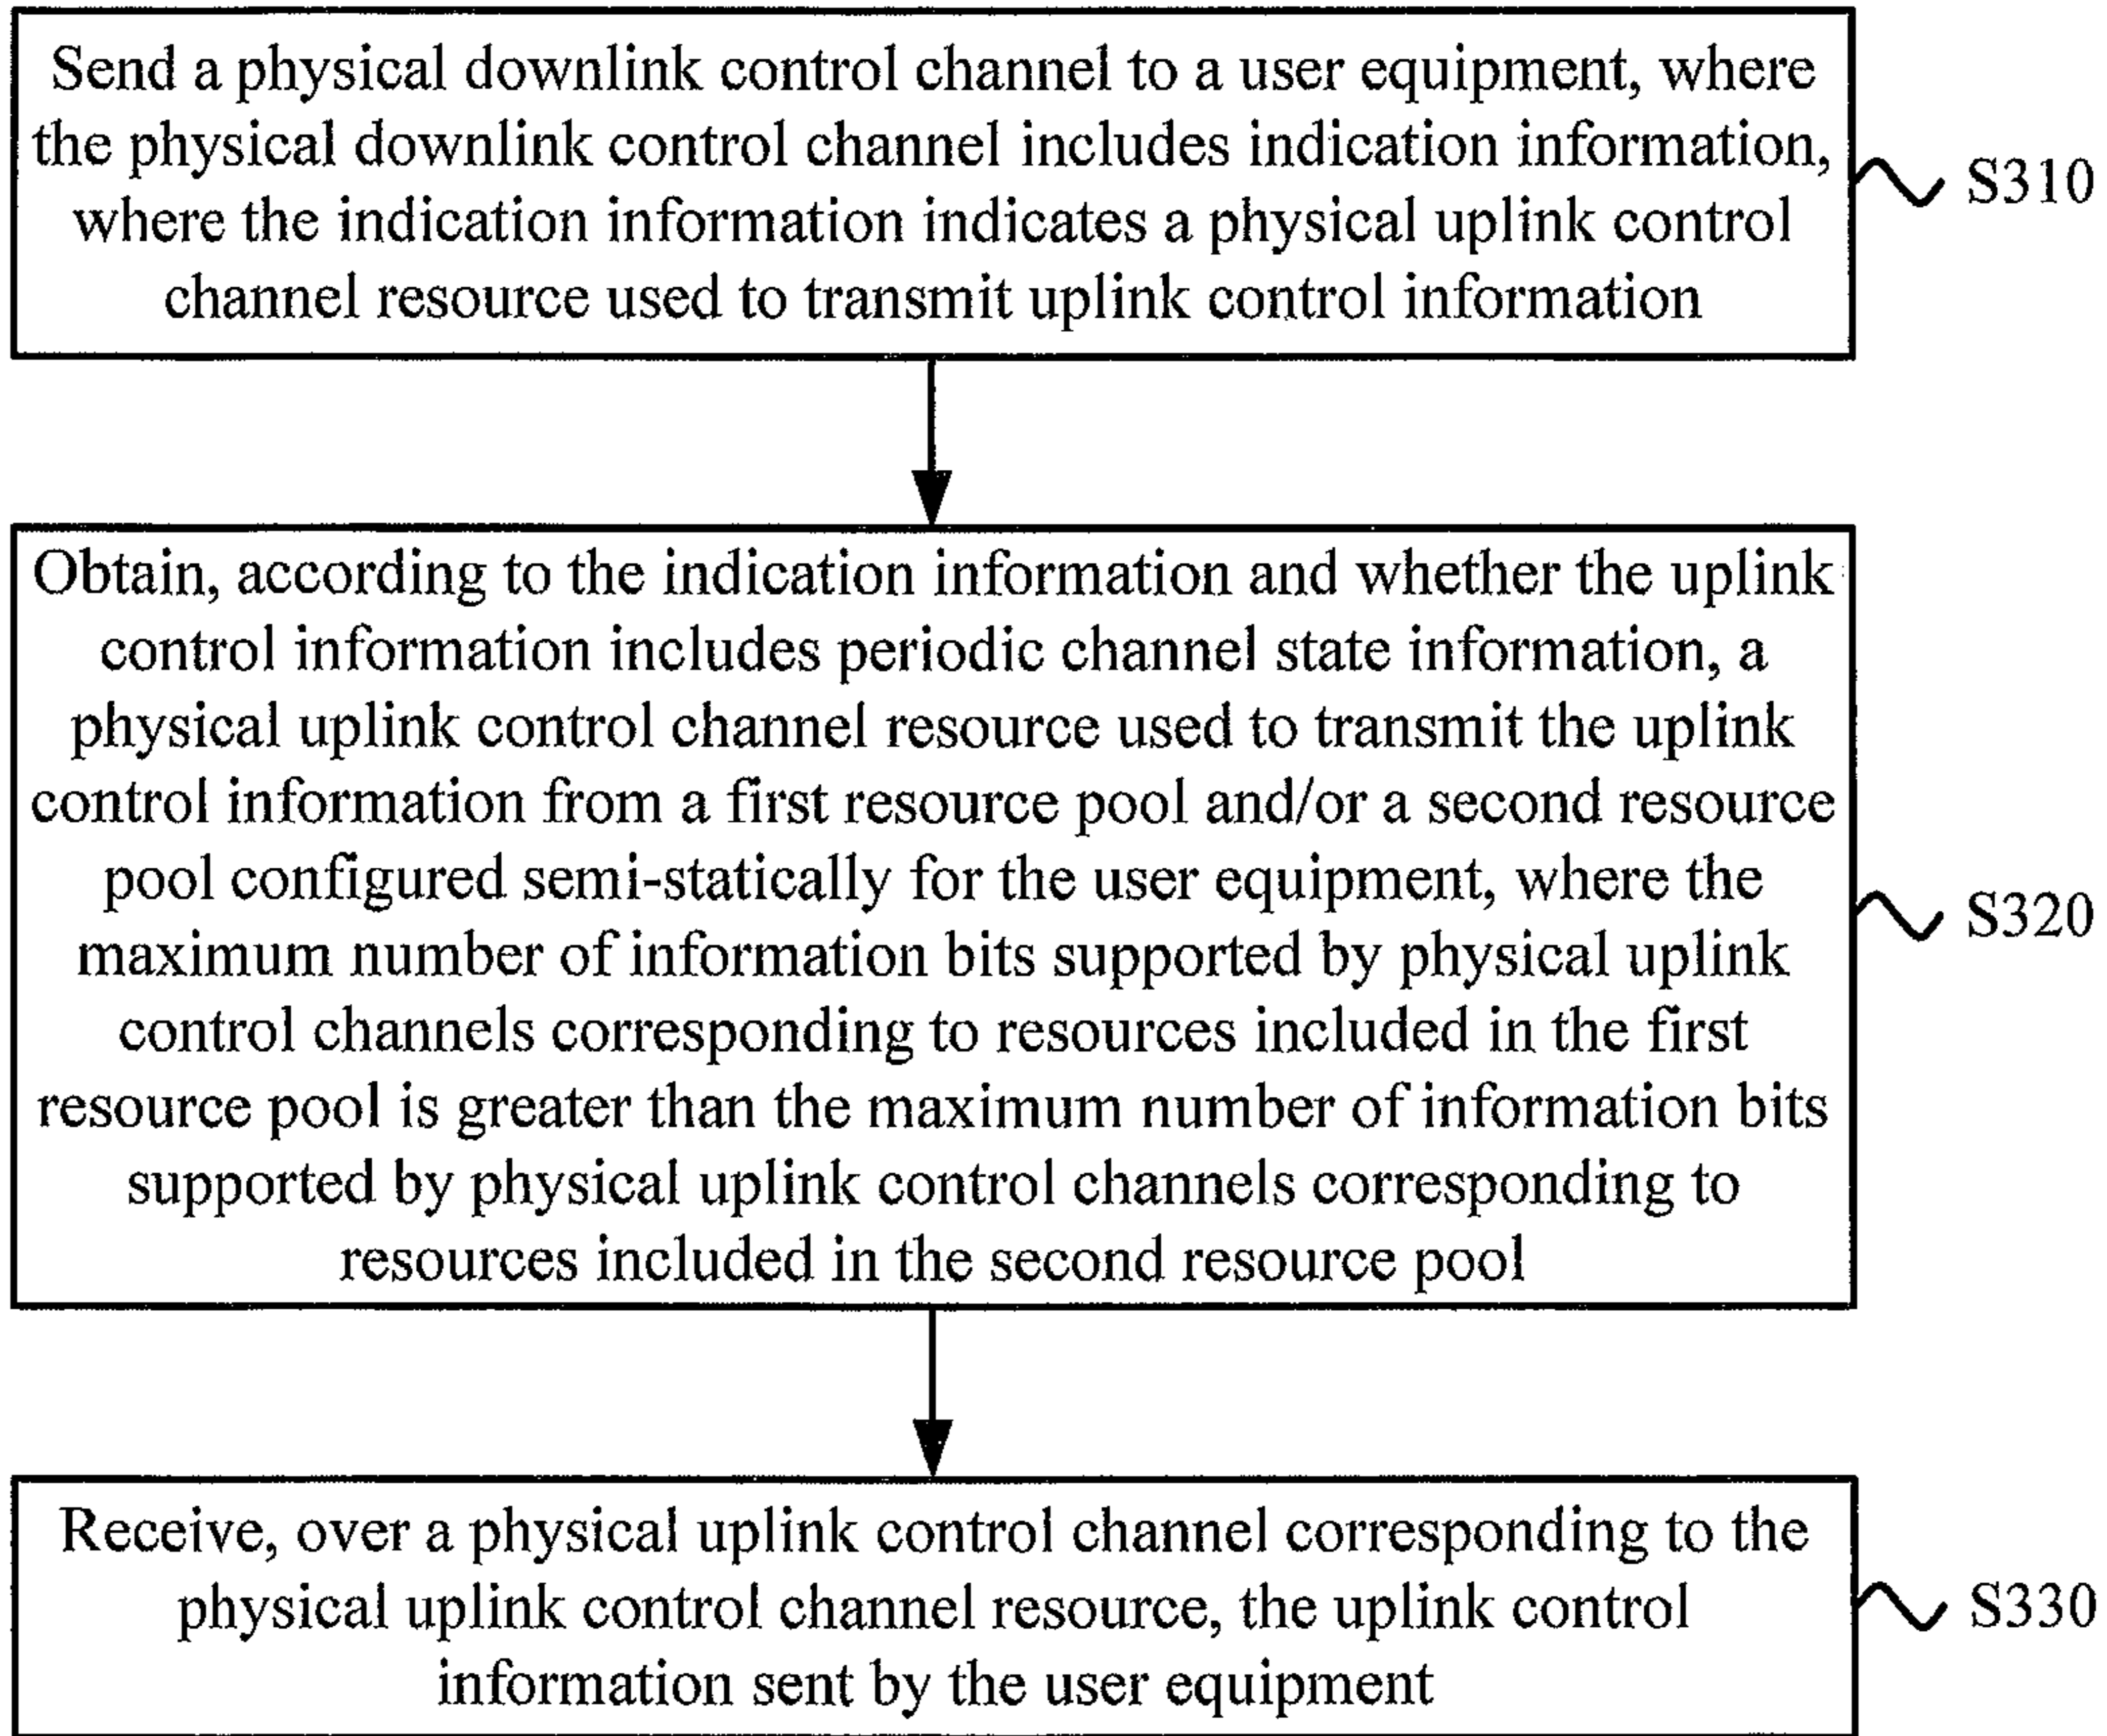 Send a physical downlink control channel to a user equipment, where
the physical downlink control channel includes indication information,
where the indication information indicates a physical uplink control
channel resource used to transmit uplink control information
S310
Obtain, according to the indication information and whether the uplink
control information includes periodic channel state information, a
physical uplink control channel resource used to transmit the uplink
control information from a first resource pool and/or a second resource
pool configured semi-statically for the user equipment, where the
maximum number of information bits supported by physical uplink
control channels corresponding to resources included in the first
resource pool is greater than the maximum number of information bits
supported by physical uplink control channels corresponding to
resources included in the second resource pool
S320
Receive, over a physical uplink control channel corresponding to the
physical uplink control channel resource, the uplink control
information sent by the user equipment
S330